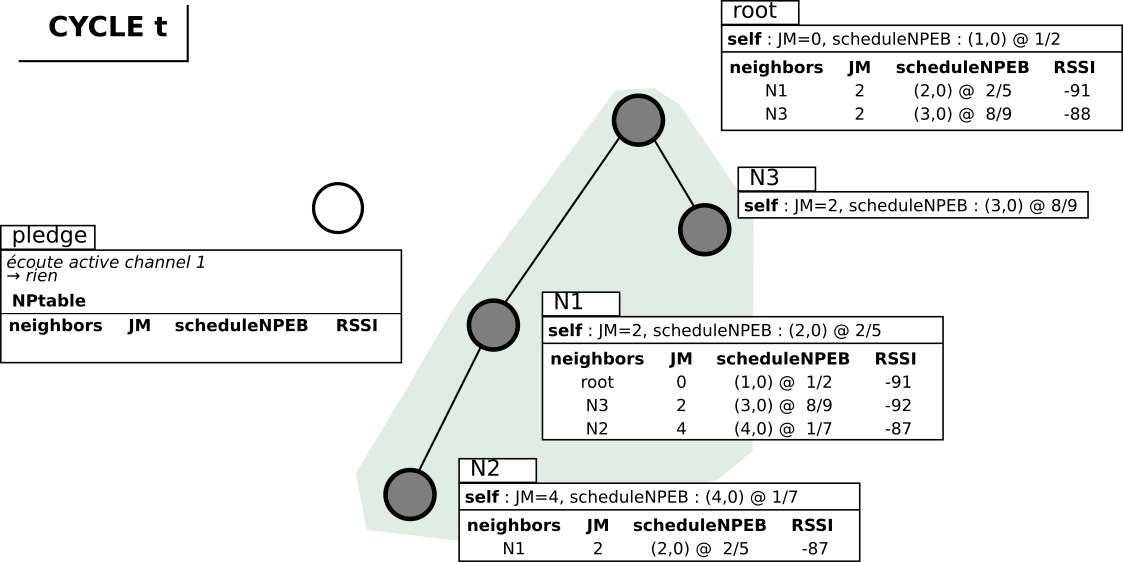 CYCLE t
root
self : JM=0, scheduleNPEB : (1,0) @ 1/2
neighbors JM scheduleNPEB RSSI
N1 2 (2,0) @ 2/5 -91
N3 2 (3,0) @ 8/9 -88
N3
self : JM=2, scheduleNPEB : (3,0) @ 8/9
pledge
écoute active channel 1
→ rien
NPtable
neighbors JM scheduleNPEB RSSI
N1
self : JM=2, scheduleNPEB : (2,0) @ 2/5
neighbors JM scheduleNPEB RSSI
root 0 (1,0) @ 1/2 -91
N3 2 (3,0) @ 8/9 -92
N2 4 (4,0) @ 1/7 -87
N2
self : JM=4, scheduleNPEB : (4,0) @ 1/7
neighbors JM scheduleNPEB RSSI
N1 2 (2,0) @ 2/5 -87